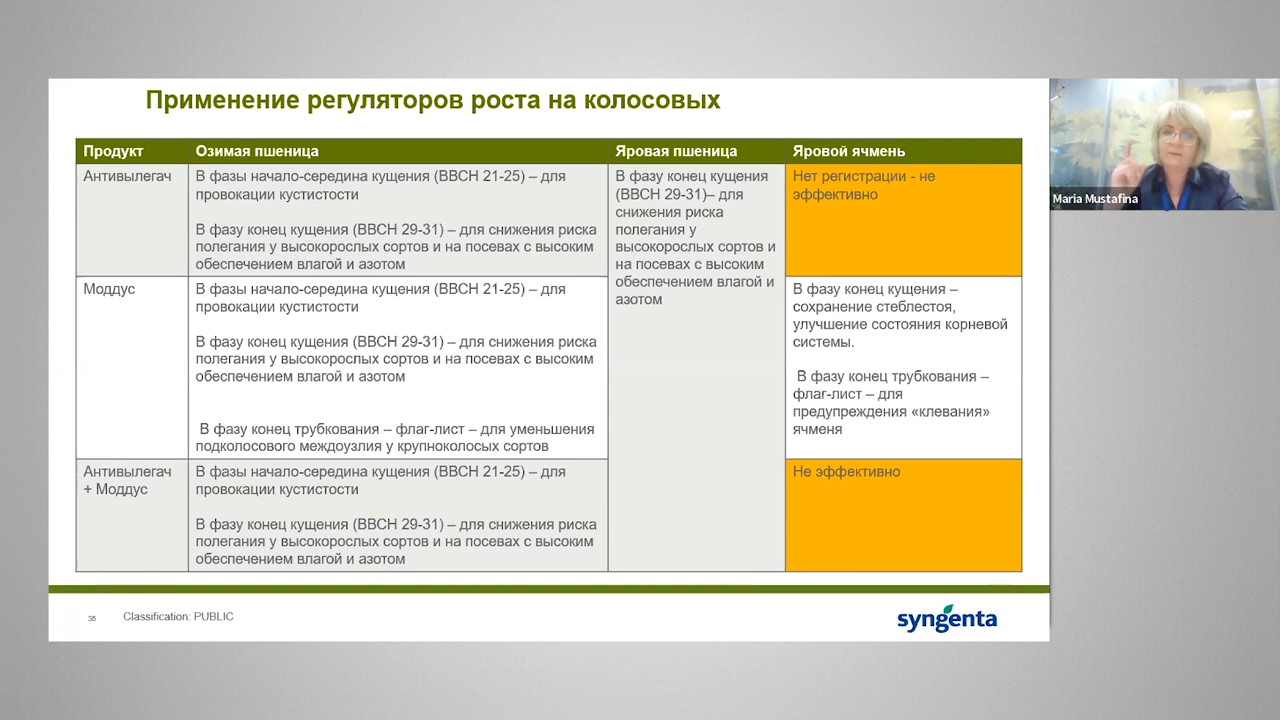 Применение регуляторов роста на колосовых
Продукт
Озимая пшеница
Яровая пшеница
Яровой ячмень
Антивылегач
В фазы начало-середина кущения (ВВСН 21-25) – для
провокации кустистости
В фазу конец кущения (ВВСН 29-31) – для снижения риска
полегания у высокорослых сортов и на посевах с высоким
обеспечением влагой и азотом
В фазу конец кущения
(ВВСН 29-31)– для
снижения риска
полегания у
высокорослых сортов и
на посевах с высоким
обеспечением влагой и
азотом
Нет регистрации - не
эффективно
Моддус
В фазы начало-середина кущения (ВВСН 21-25) – для
провокации кустистости
В фазу конец кущения (ВВСН 29-31) – для снижения риска
полегания у высокорослых сортов и на посевах с высоким
обеспечением влагой и азотом
В фазу конец трубкования – флаг-лист – для уменьшения
подколосового междоузлия у крупноколосых сортов
В фазу конец кущения –
сохранение стеблестоя,
улучшение состояния корневой
системы.
В фазу конец трубкования –
флаг-лист – для
предупреждения «клевания»
ячменя
Антивылегач
+ Моддус
В фазы начало-середина кущения (ВВСН 21-25) – для
провокации кустистости
В фазу конец кущения (ВВСН 29-31) – для снижения риска
полегания у высокорослых сортов и на посевах с высоким
обеспечением влагой и азотом
Не эффективно
Classification: PUBLIC
syngenta
Maria Mustafina